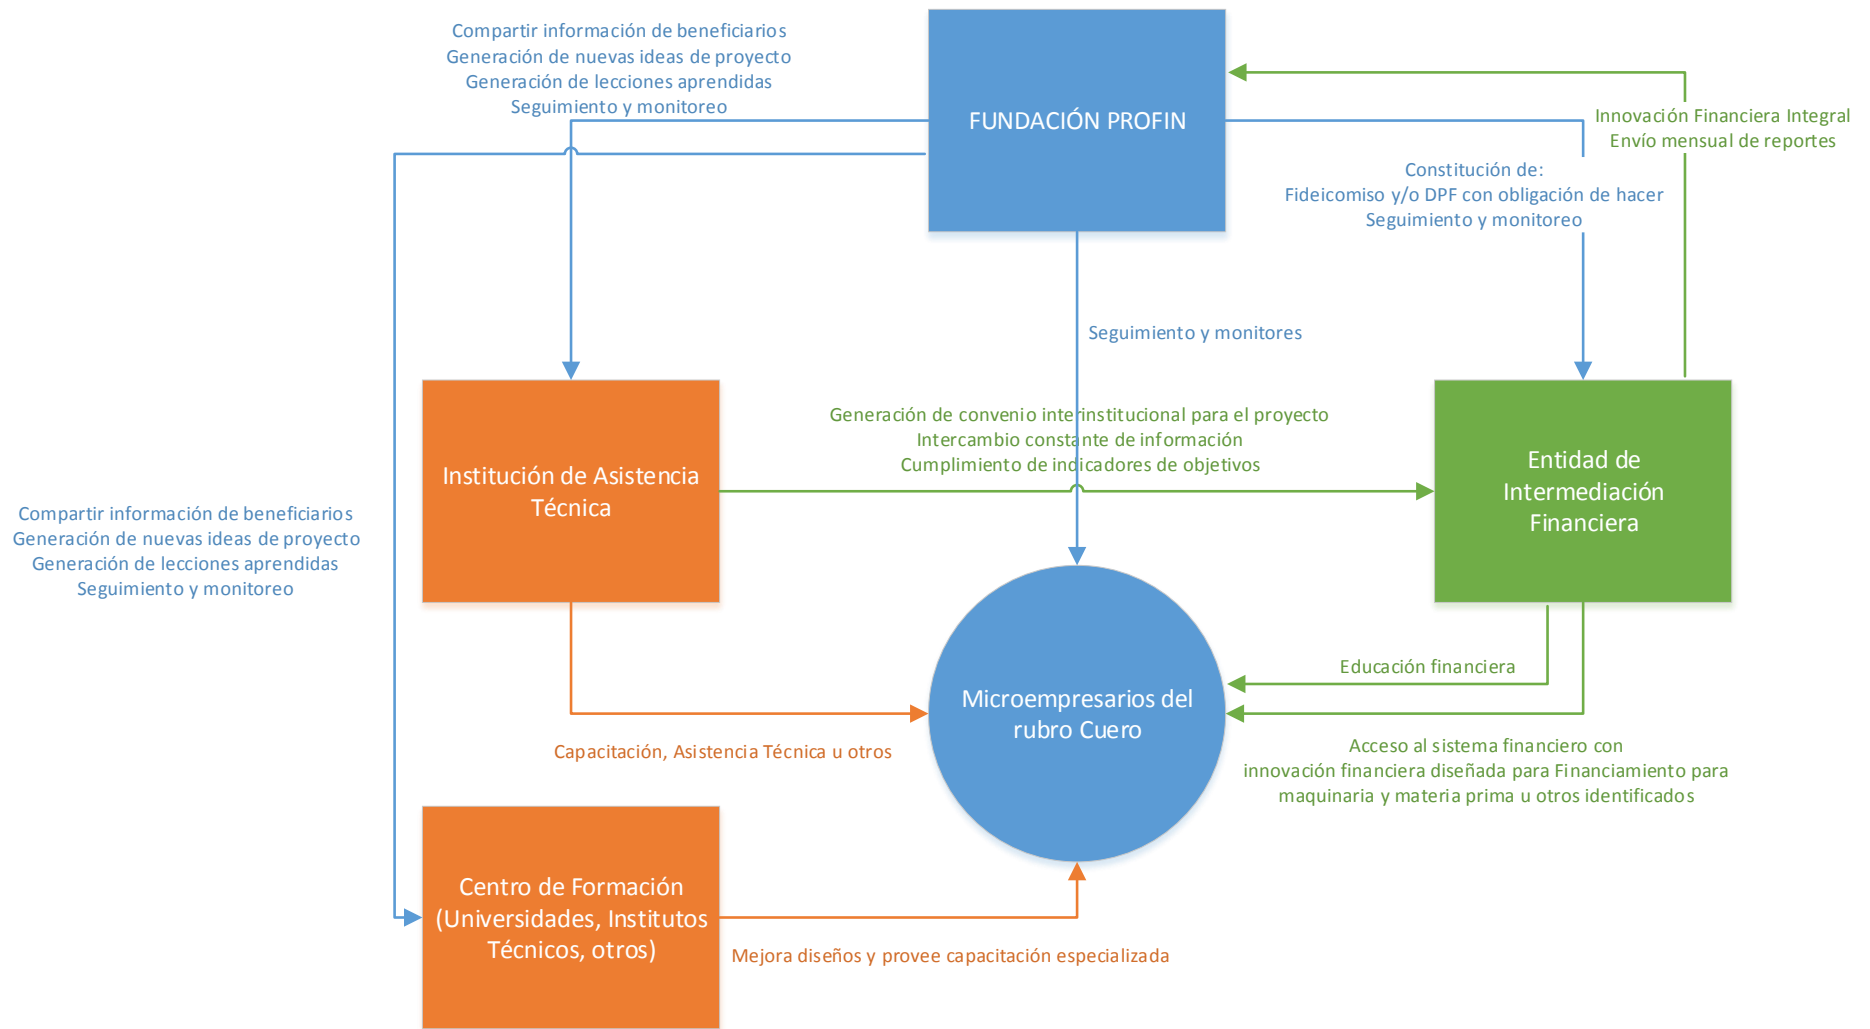 Compartir información de beneficiarios
Generación de nuevas ideas de proyecto
Generación de lecciones aprendidas
Seguimiento y monitoreo
FUNDACIÓN PROFIN
Innovación Financiera Integral
Envío mensual de reportes
Constitución de:
Fideicomiso y/o DPF con obligación de hacer
Seguimiento y monitoreo
Seguimiento y monitores
Generación de convenio interinstitucional para el proyecto
Intercambio constante de información
Cumplimiento de indicadores de objetivos
Institución de Asistencia
Técnica
Entidad de
Intermediación
Financiera
Compartir información de beneficiarios
Generación de nuevas ideas de proyecto
Generación de lecciones aprendidas
Seguimiento y monitoreo
Educación financiera
Microempresarios del
rubro Cuero
Capacitación, Asistencia Técnica u otros
Acceso al sistema financiero con
innovación financiera diseñada para Financiamiento para
maquinaria y materia prima u otros identificados
Centro de Formación
(Universidades, Institutos
Técnicos, otros)
Mejora diseños y provee capacitación especializada